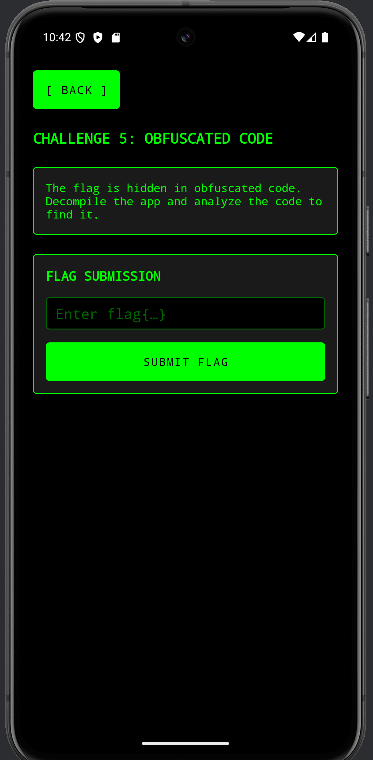 10:42
[ BACK ]
CHALLENGE 5: OBFUSCATED CODE
The flag is hidden in obfuscated code.
Decompile the app and analyze the code to
find it.
FLAG SUBMISSION
Enter flag{…}
SUBMIT FLAG